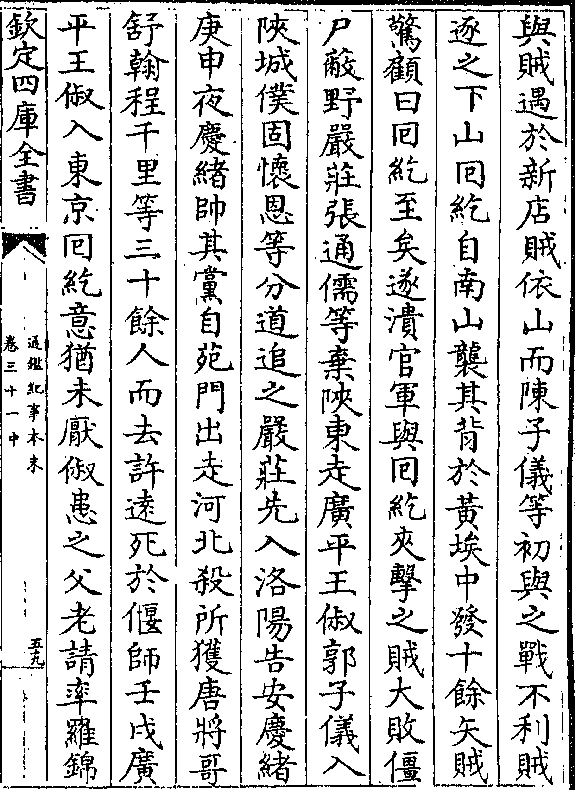 與賊遇於新店賊依山而陳子儀等初與之戰不利賊
逐之下山回紇自南山襲其背於黃埃中發十餘矢賊
驚顧曰回紇至矣遂潰官軍與回紇夾擊之賊大敗僵
尸蔽野嚴莊張通儒等棄陜東走廣平王俶郭子儀入
陜城僕固懷恩等分道追之嚴莊先入洛陽告安慶緒
庚申夜慶緒帥其黨自苑門出走河北殺所獲唐將哥
舒翰程千里等三十餘人而去許遠死於偃師壬戌廣
平王俶入東京回紇意猶未厭俶患之父老請率羅錦
欽定四庫全書
通鑑紀事本末
卷三十一中
五九